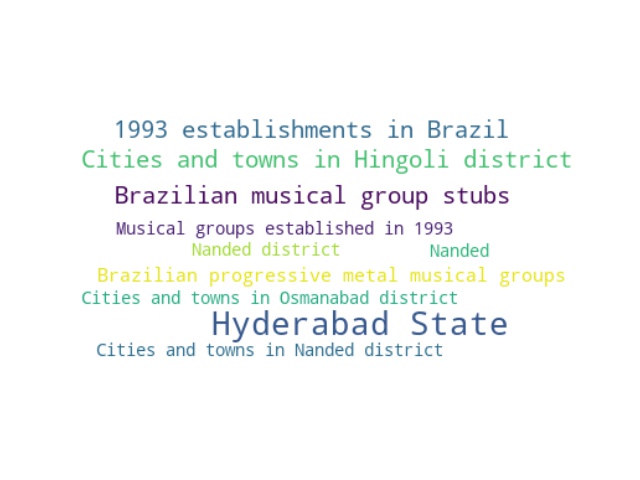 1993 establishments in Brazil
Cities and towns in Hingoli district
Brazilian musical group stubs
Musical groups established in 1993
Nanded district
Nanded
Brazilian progressive metal musical groups
Cities and towns in Osmanabad district
Hyderabad State
Cities and towns in Nanded district